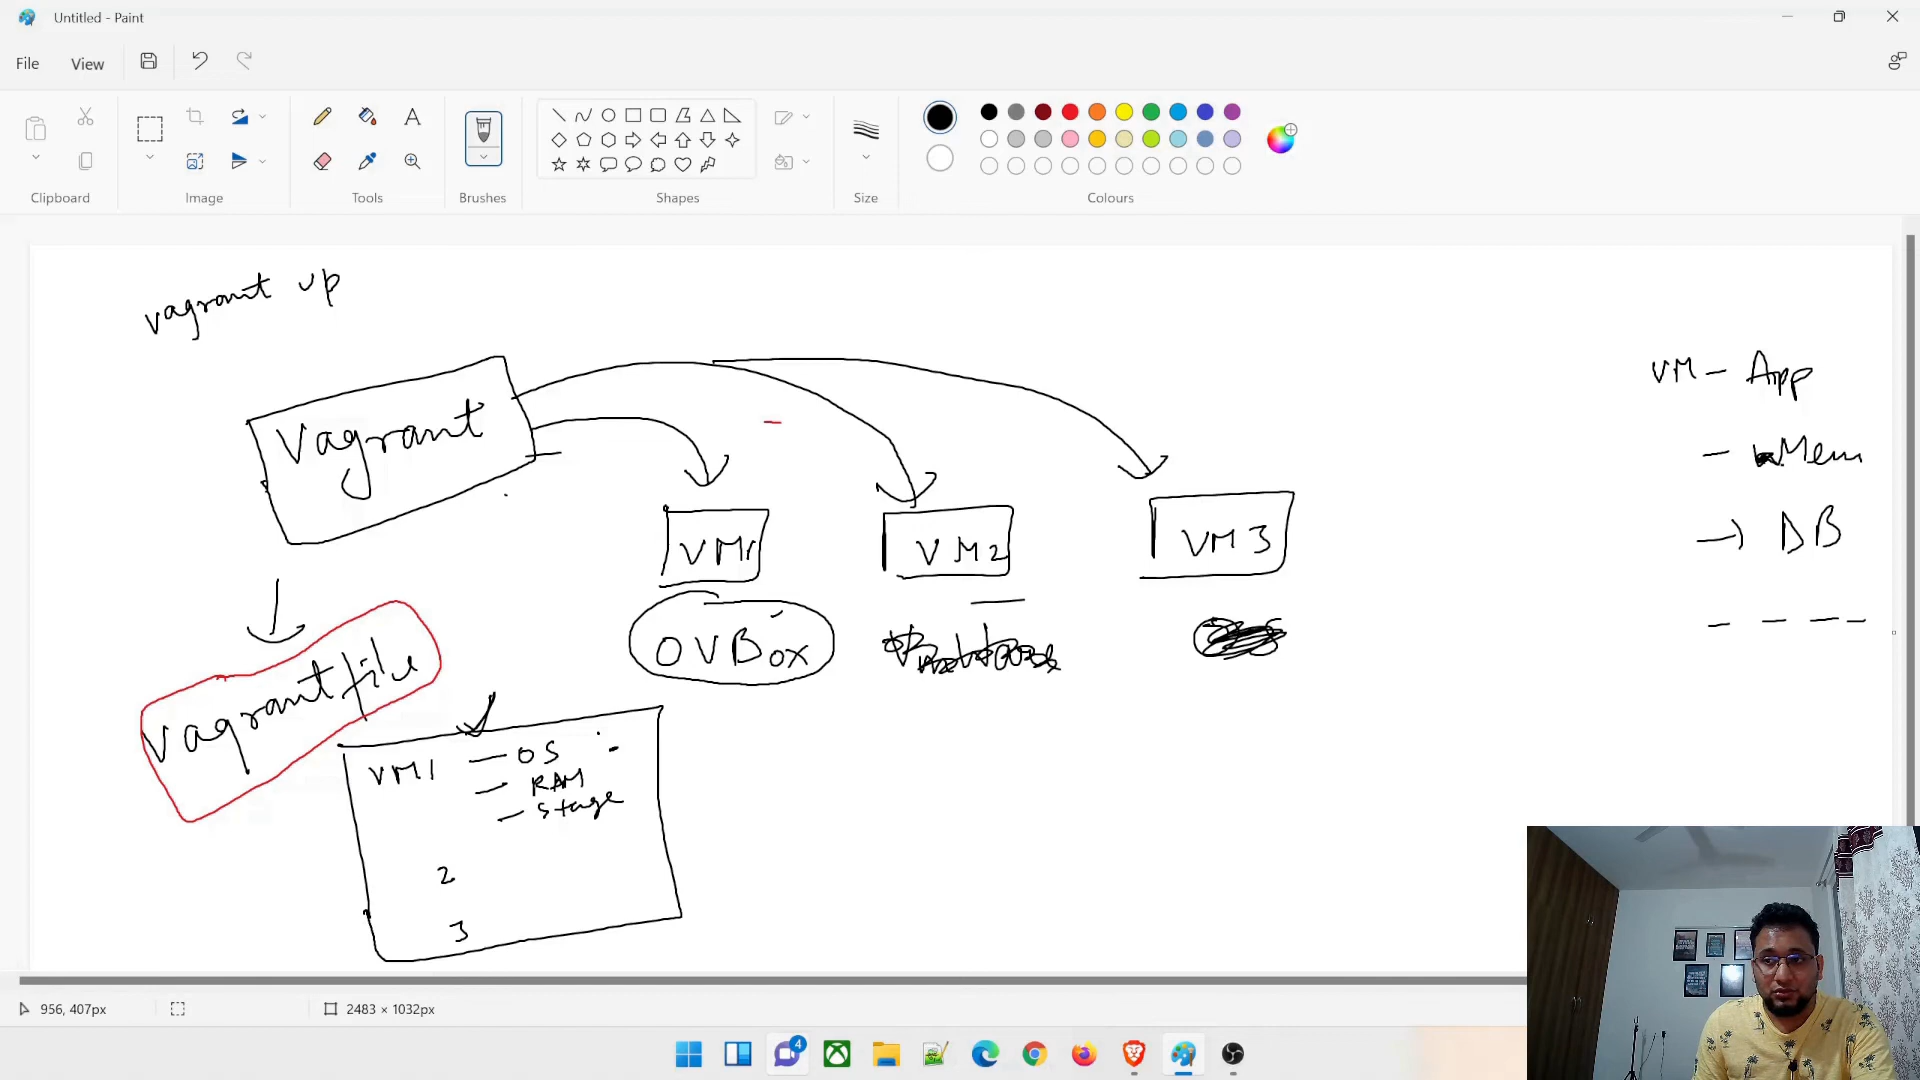 Untitled - Paint
File
View
Clipboard
Image
Tools
Brushes
Shapes
Size
Colours
vagrant up
Vagrant
VM1
VM2
VM3
OVBox
vagrantfile
VM1 - OS
- RAM
- Stage
2
3
VM - App
- Mem
→ DB
- - - -
956, 407px
2483 × 1032px
4